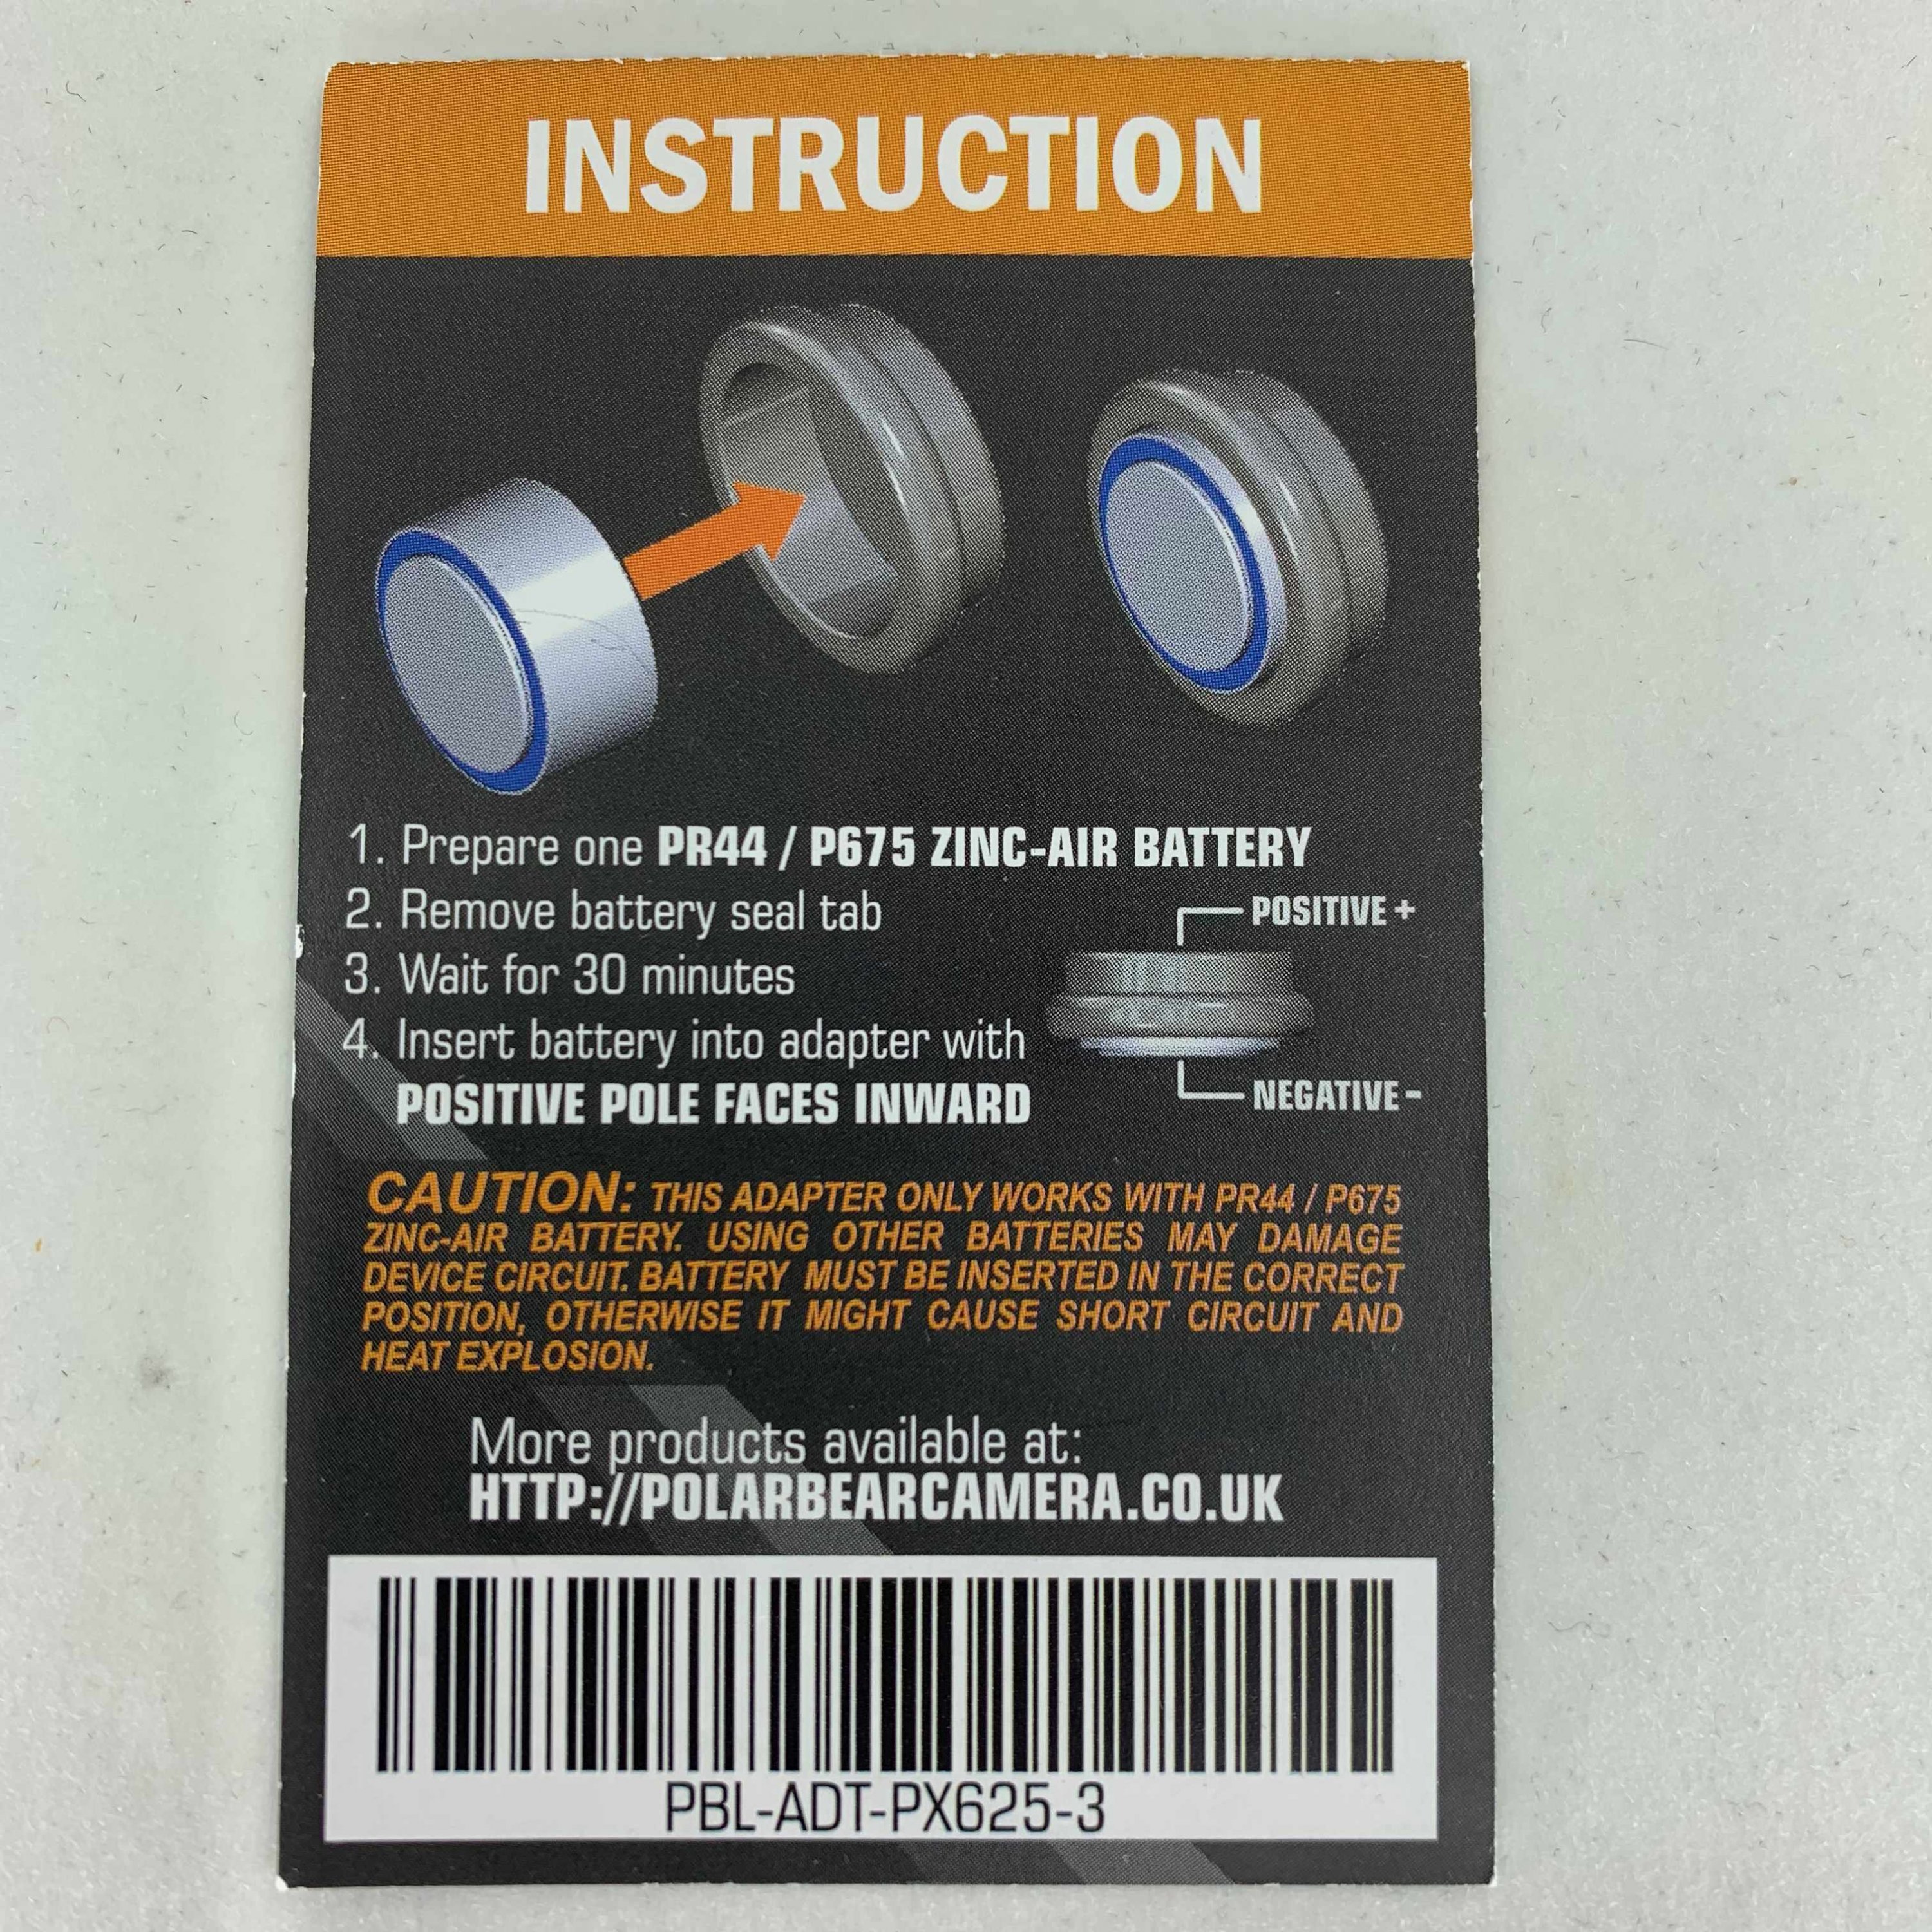 INSTRUCTION
1. Prepare one PR44 / P675 ZINC-AIR BATTERY
2. Remove battery seal tab
3. Wait for 30 minutes
4. Insert battery into adapter with
POSITIVE POLE FACES INWARD
POSITIVE +
NEGATIVE -
CAUTION: THIS ADAPTER ONLY WORKS WITH PR44 / P675
ZINC-AIR BATTERY. USING OTHER BATTERIES MAY DAMAGE
DEVICE CIRCUIT. BATTERY MUST BE INSERTED IN THE CORRECT
POSITION, OTHERWISE IT MIGHT CAUSE SHORT CIRCUIT AND
HEAT EXPLOSION.
More products available at:
HTTP://POLARBEARCAMERA.CO.UK
PBL-ADT-PX625-3